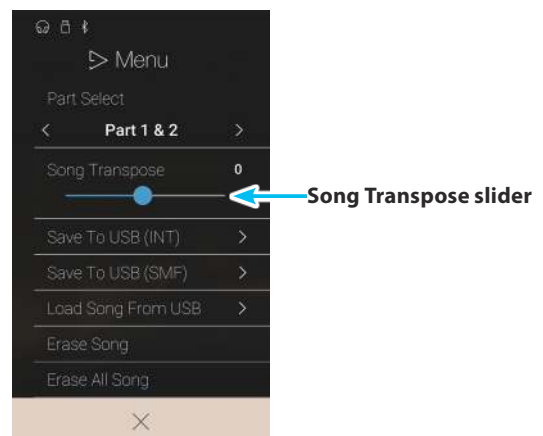 Menu
Part Select
Part 1 & 2
Song Transpose 0
Song Transpose slider
Save To USB (INT)
Save To USB (SMF)
Load Song From USB
Erase Song
Erase All Song